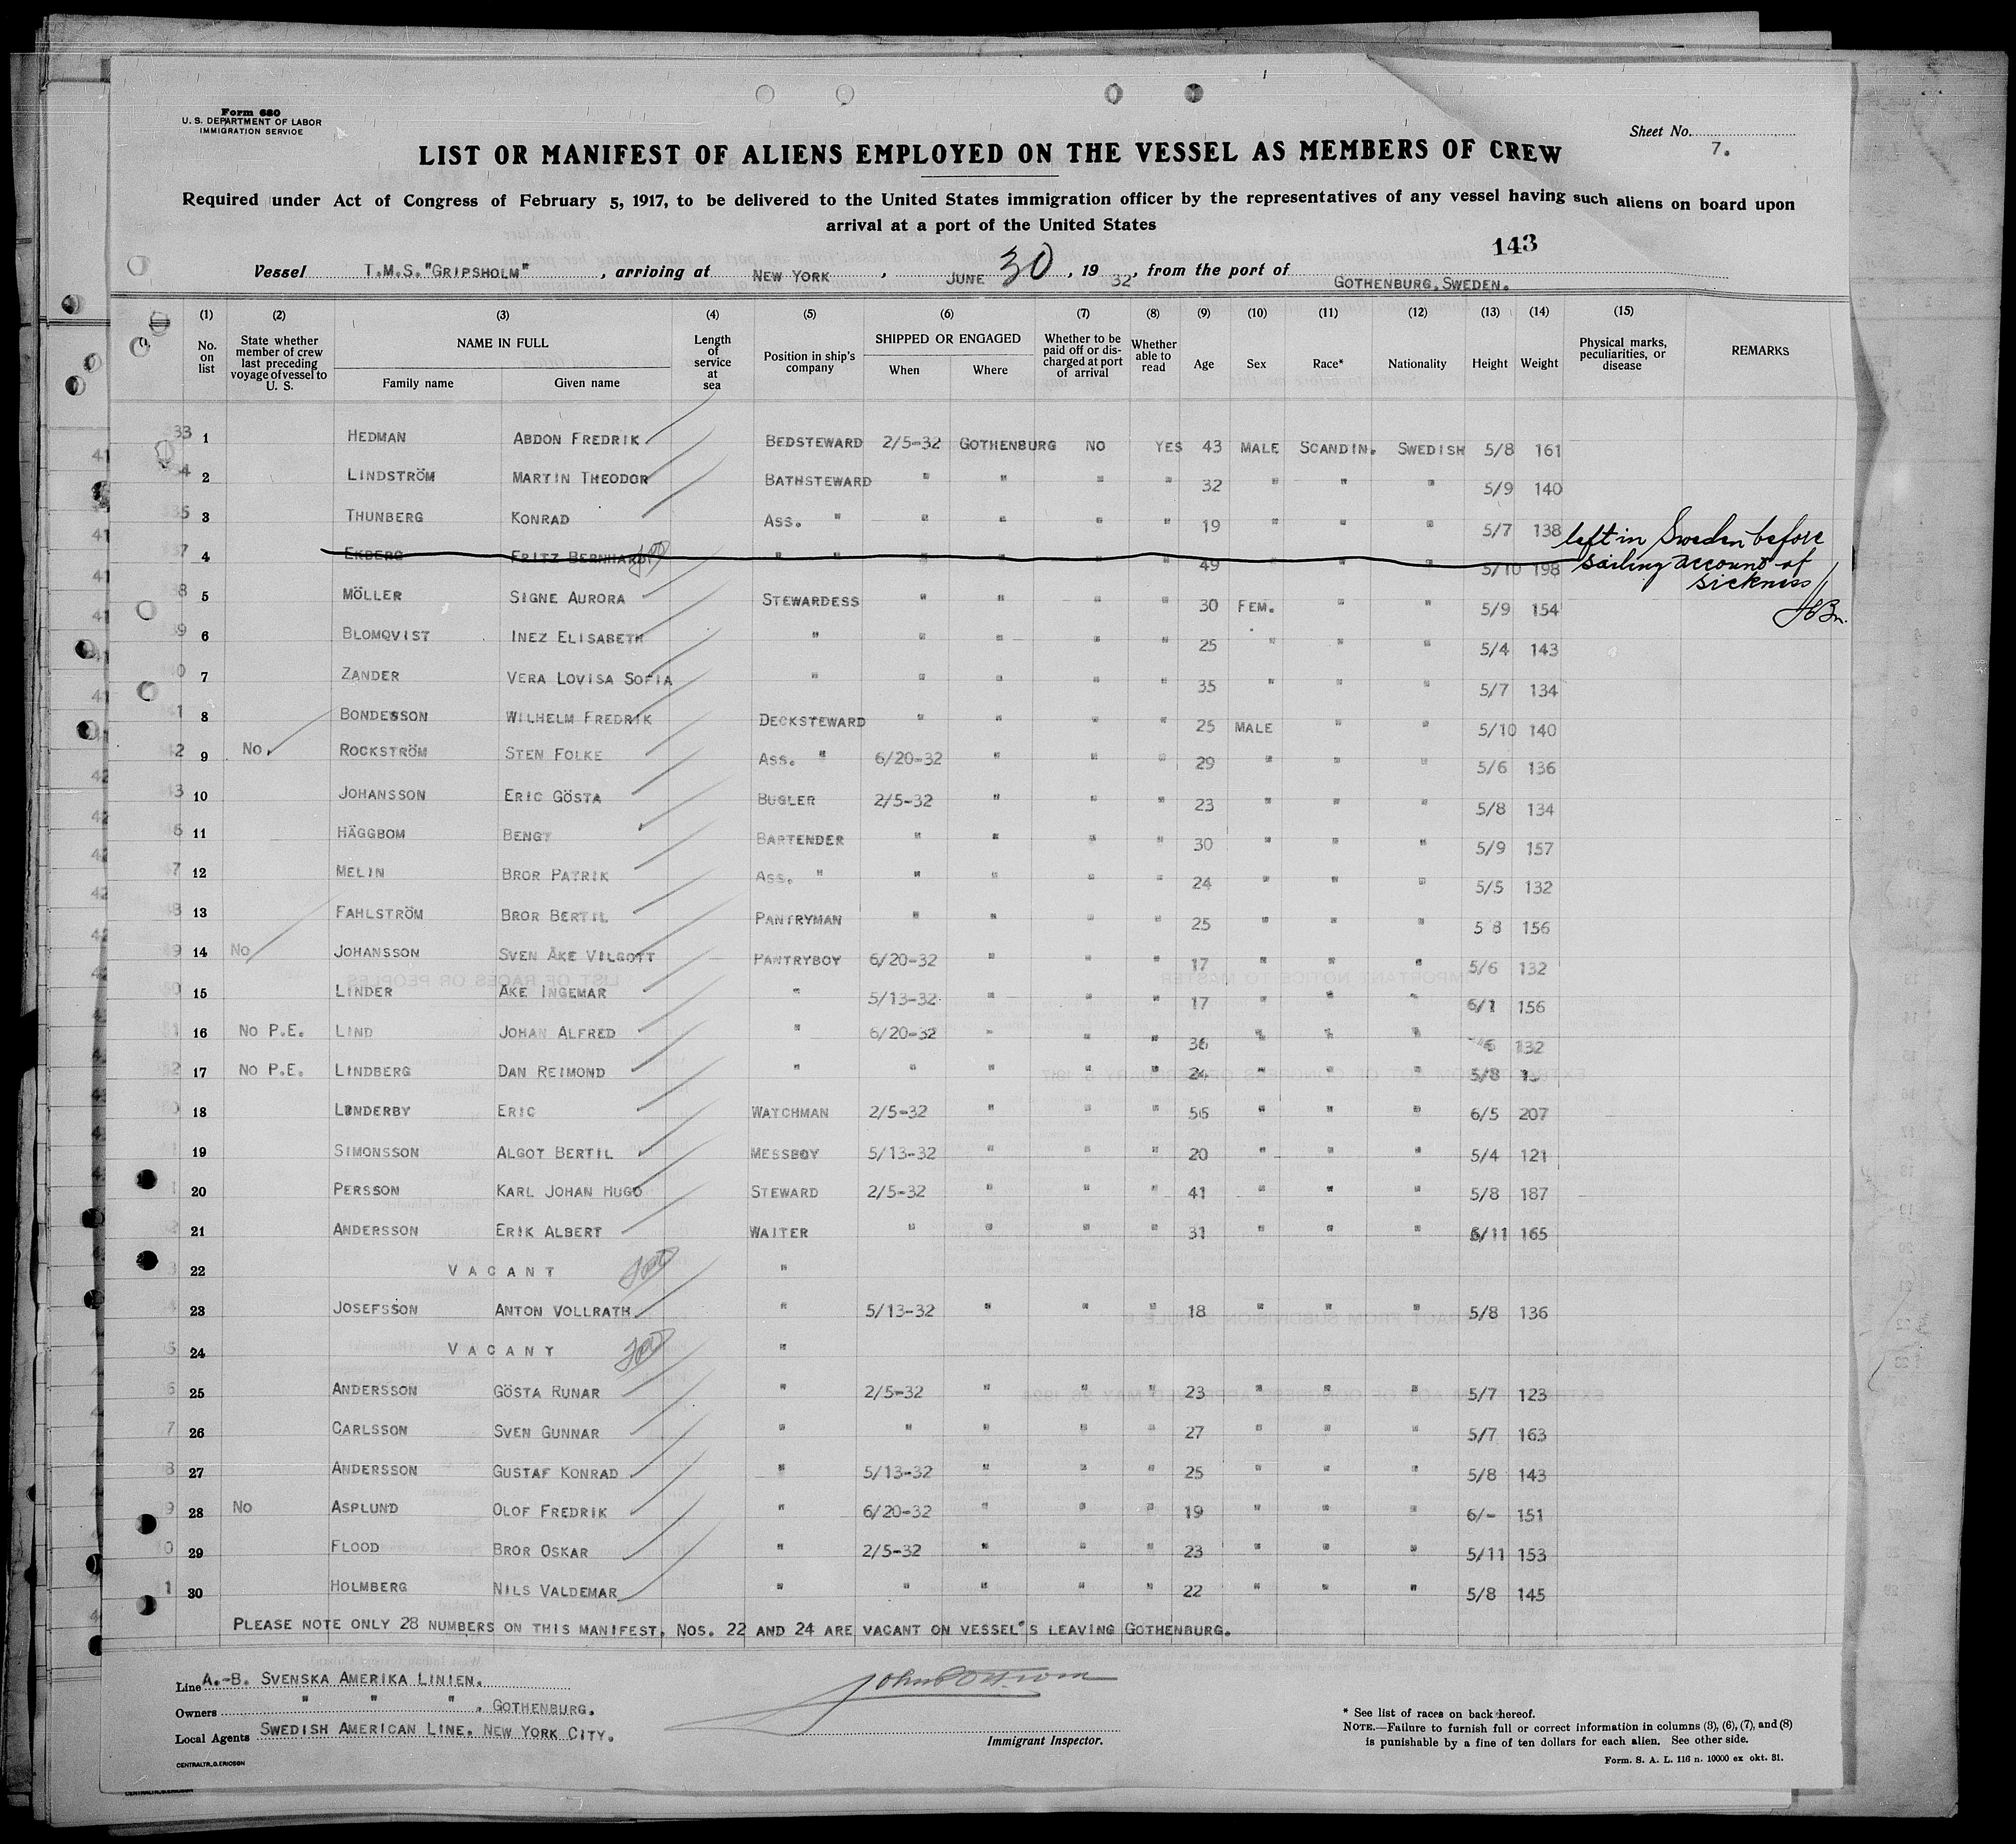 Form 680
U. S. DEPARTMENT OF LABOR
IMMIGRATION SERVICE
Sheet No. 7.
LIST OR MANIFEST OF ALIENS EMPLOYED ON THE VESSEL AS MEMBERS OF CREW
Required under Act of Congress of February 5, 1917, to be delivered to the United States immigration officer by the representatives of any vessel having such aliens on board upon
arrival at a port of the United States
143
Vessel T.M.S."GRIPSHOLM", arriving at NEW YORK, JUNE 30, 1932, from the port of GOTHENBURG, SWEDEN.
(1) (2) (3) (4) (5) (6) (7) (8) (9) (10) (11) (12) (13) (14) (15)
No. on list | State whether member of crew last preceding voyage of vessel to U. S. | NAME IN FULL Family name Given name | Length of service at sea | Position in ship's company | SHIPPED OR ENGAGED When Where | Whether to be paid off or discharged at port of arrival | Whether able to read | Age | Sex | Race* | Nationality | Height | Weight | Physical marks, peculiarities, or disease | REMARKS
1 HEDMAN ABDON FREDRIK BEDSTEWARD 2/5-32 GOTHENBURG NO YES 43 MALE SCANDIN. SWEDISH 5/8 161
2 LINDSTRÖM MARTIN THEODOR BATHSTEWARD " " " " 32 " " " 5/9 140
3 THUNBERG KONRAD ASS. " " " " " 19 " " " 5/7 138
4 EKBERG FRITZ BERNHARD " " " " " " 49 " " " 5/10 198 left in Sweden before sailing account of sickness
5 MÖLLER SIGNE AURORA STEWARDESS " " " " 30 FEM. " " 5/9 154
6 BLOMQVIST INEZ ELISABETH " " " " " 25 " " " 5/4 143
7 ZANDER VERA LOVISA SOFIA " " " " " 35 " " " 5/7 134
8 BONDESSON WILHELM FREDRIK DECKSTEWARD " " " " 25 MALE " " 5/10 140
9 No. ROCKSTRÖM STEN FOLKE ASS. " 6/20-32 " " " 29 " " " 5/6 136
10 JOHANSSON ERIC GÖSTA BUGLER 2/5-32 " " " 23 " " " 5/8 134
11 HÄGGBOM BENGT BARTENDER " " " " 30 " " " 5/9 157
12 MELIN BROR PATRIK ASS. " " " " " 24 " " " 5/5 132
13 FAHLSTRÖM BROR BERTIL PANTRYMAN " " " " 25 " " " 5 8 156
14 No JOHANSSON SVEN ÅKE VILGOTT PANTRYBOY 6/20-32 " " " 17 " " " 5/6 132
15 LINDER ÅKE INGEMAR " 5/13-32 " " " 17 " " " 6/1 156
16 No P.E. LIND JOHAN ALFRED " 6/20-32 " " " 36 " " " 6 132
17 No P.E. LINDBERG DAN REIMOND " " " " " 24 " " " 5/8
18 LINDERBY ERIC WATCHMAN 2/5-32 " " " 56 " " " 6/5 207
19 SIMONSSON ALGOT BERTIL MESSBOY 5/13-32 " " " 20 " " " 5/4 121
20 PERSSON KARL JOHAN HUGO STEWARD 2/5-32 " " " 41 " " " 5/8 187
21 ANDERSSON ERIK ALBERT WAITER " " " " 31 " " " 5/11 165
22 VACANT "
23 JOSEFSSON ANTON VOLLRATH " 5/13-32 " " " 18 " " " 5/8 136
24 VACANT "
25 ANDERSSON GÖSTA RUNAR " 2/5-32 " " " 23 " " " 5/7 123
26 CARLSSON SVEN GUNNAR " " " " " 27 " " " 5/7 163
27 ANDERSSON GUSTAF KONRAD " 5/13-32 " " " 25 " " " 5/8 143
28 No ASPLUND OLOF FREDRIK " 6/20-32 " " " 19 " " " 6/- 151
29 FLOOD BROR OSKAR " 2/5-32 " " " 23 " " " 5/11 153
30 HOLMBERG NILS VALDEMAR " " " " " 22 " " " 5/8 145
PLEASE NOTE ONLY 28 NUMBERS ON THIS MANIFEST, NOS. 22 AND 24 ARE VACANT ON VESSEL'S LEAVING GOTHENBURG.
Line A.-B. SVENSKA AMERIKA LINIEN.
Owners " " " , GOTHENBURG.
Local Agents SWEDISH AMERICAN LINE. NEW YORK CITY.
Immigrant Inspector.
* See list of races on back hereof.
NOTE.—Failure to furnish full or correct information in columns (3), (6), (7), and (8)
is punishable by a fine of ten dollars for each alien. See other side.
Form. S. A. L. 116 n. 10000 ex okt. 31.
CENTRALTR., G. ERICSON